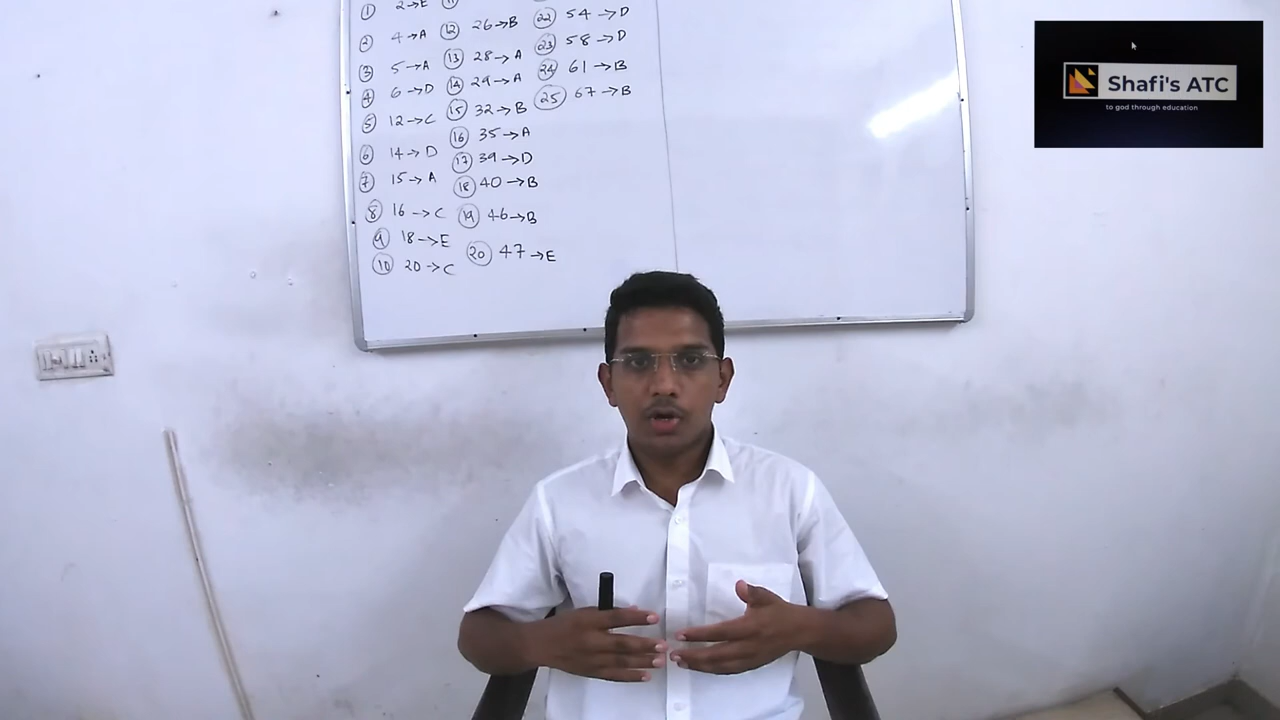 ① 2→E
② 4→A
③ 5→A
④ 6→D
⑤ 12→C
⑥ 14→D
⑦ 15→A
⑧ 16→C
⑨ 18→E
⑩ 20→C
⑪
⑫ 26→B
⑬ 28→A
⑭ 29→A
⑮ 32→B
⑯ 35→A
⑰ 39→D
⑱ 40→B
⑲ 46→B
⑳ 47→E
㉒ 54→D
㉓ 58→D
㉔ 61→B
㉕ 67→B
Shafi's ATC
to god through education